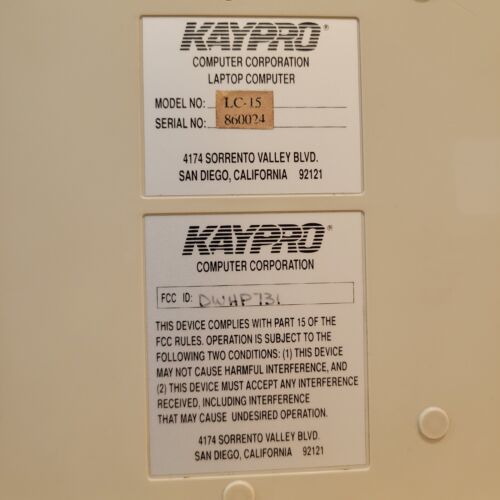 KAYPRO®
COMPUTER CORPORATION
LAPTOP COMPUTER
MODEL NO: LC-15
SERIAL NO: 860024
4174 SORRENTO VALLEY BLVD.
SAN DIEGO, CALIFORNIA 92121
KAYPRO®
COMPUTER CORPORATION
FCC ID: DWHP731
THIS DEVICE COMPLIES WITH PART 15 OF THE
FCC RULES. OPERATION IS SUBJECT TO THE
FOLLOWING TWO CONDITIONS: (1) THIS DEVICE
MAY NOT CAUSE HARMFUL INTERFERENCE, AND
(2) THIS DEVICE MUST ACCEPT ANY INTERFERENCE
RECEIVED, INCLUDING INTERFERENCE
THAT MAY CAUSE UNDESIRED OPERATION.
4174 SORRENTO VALLEY BLVD.
SAN DIEGO, CALIFORNIA 92121